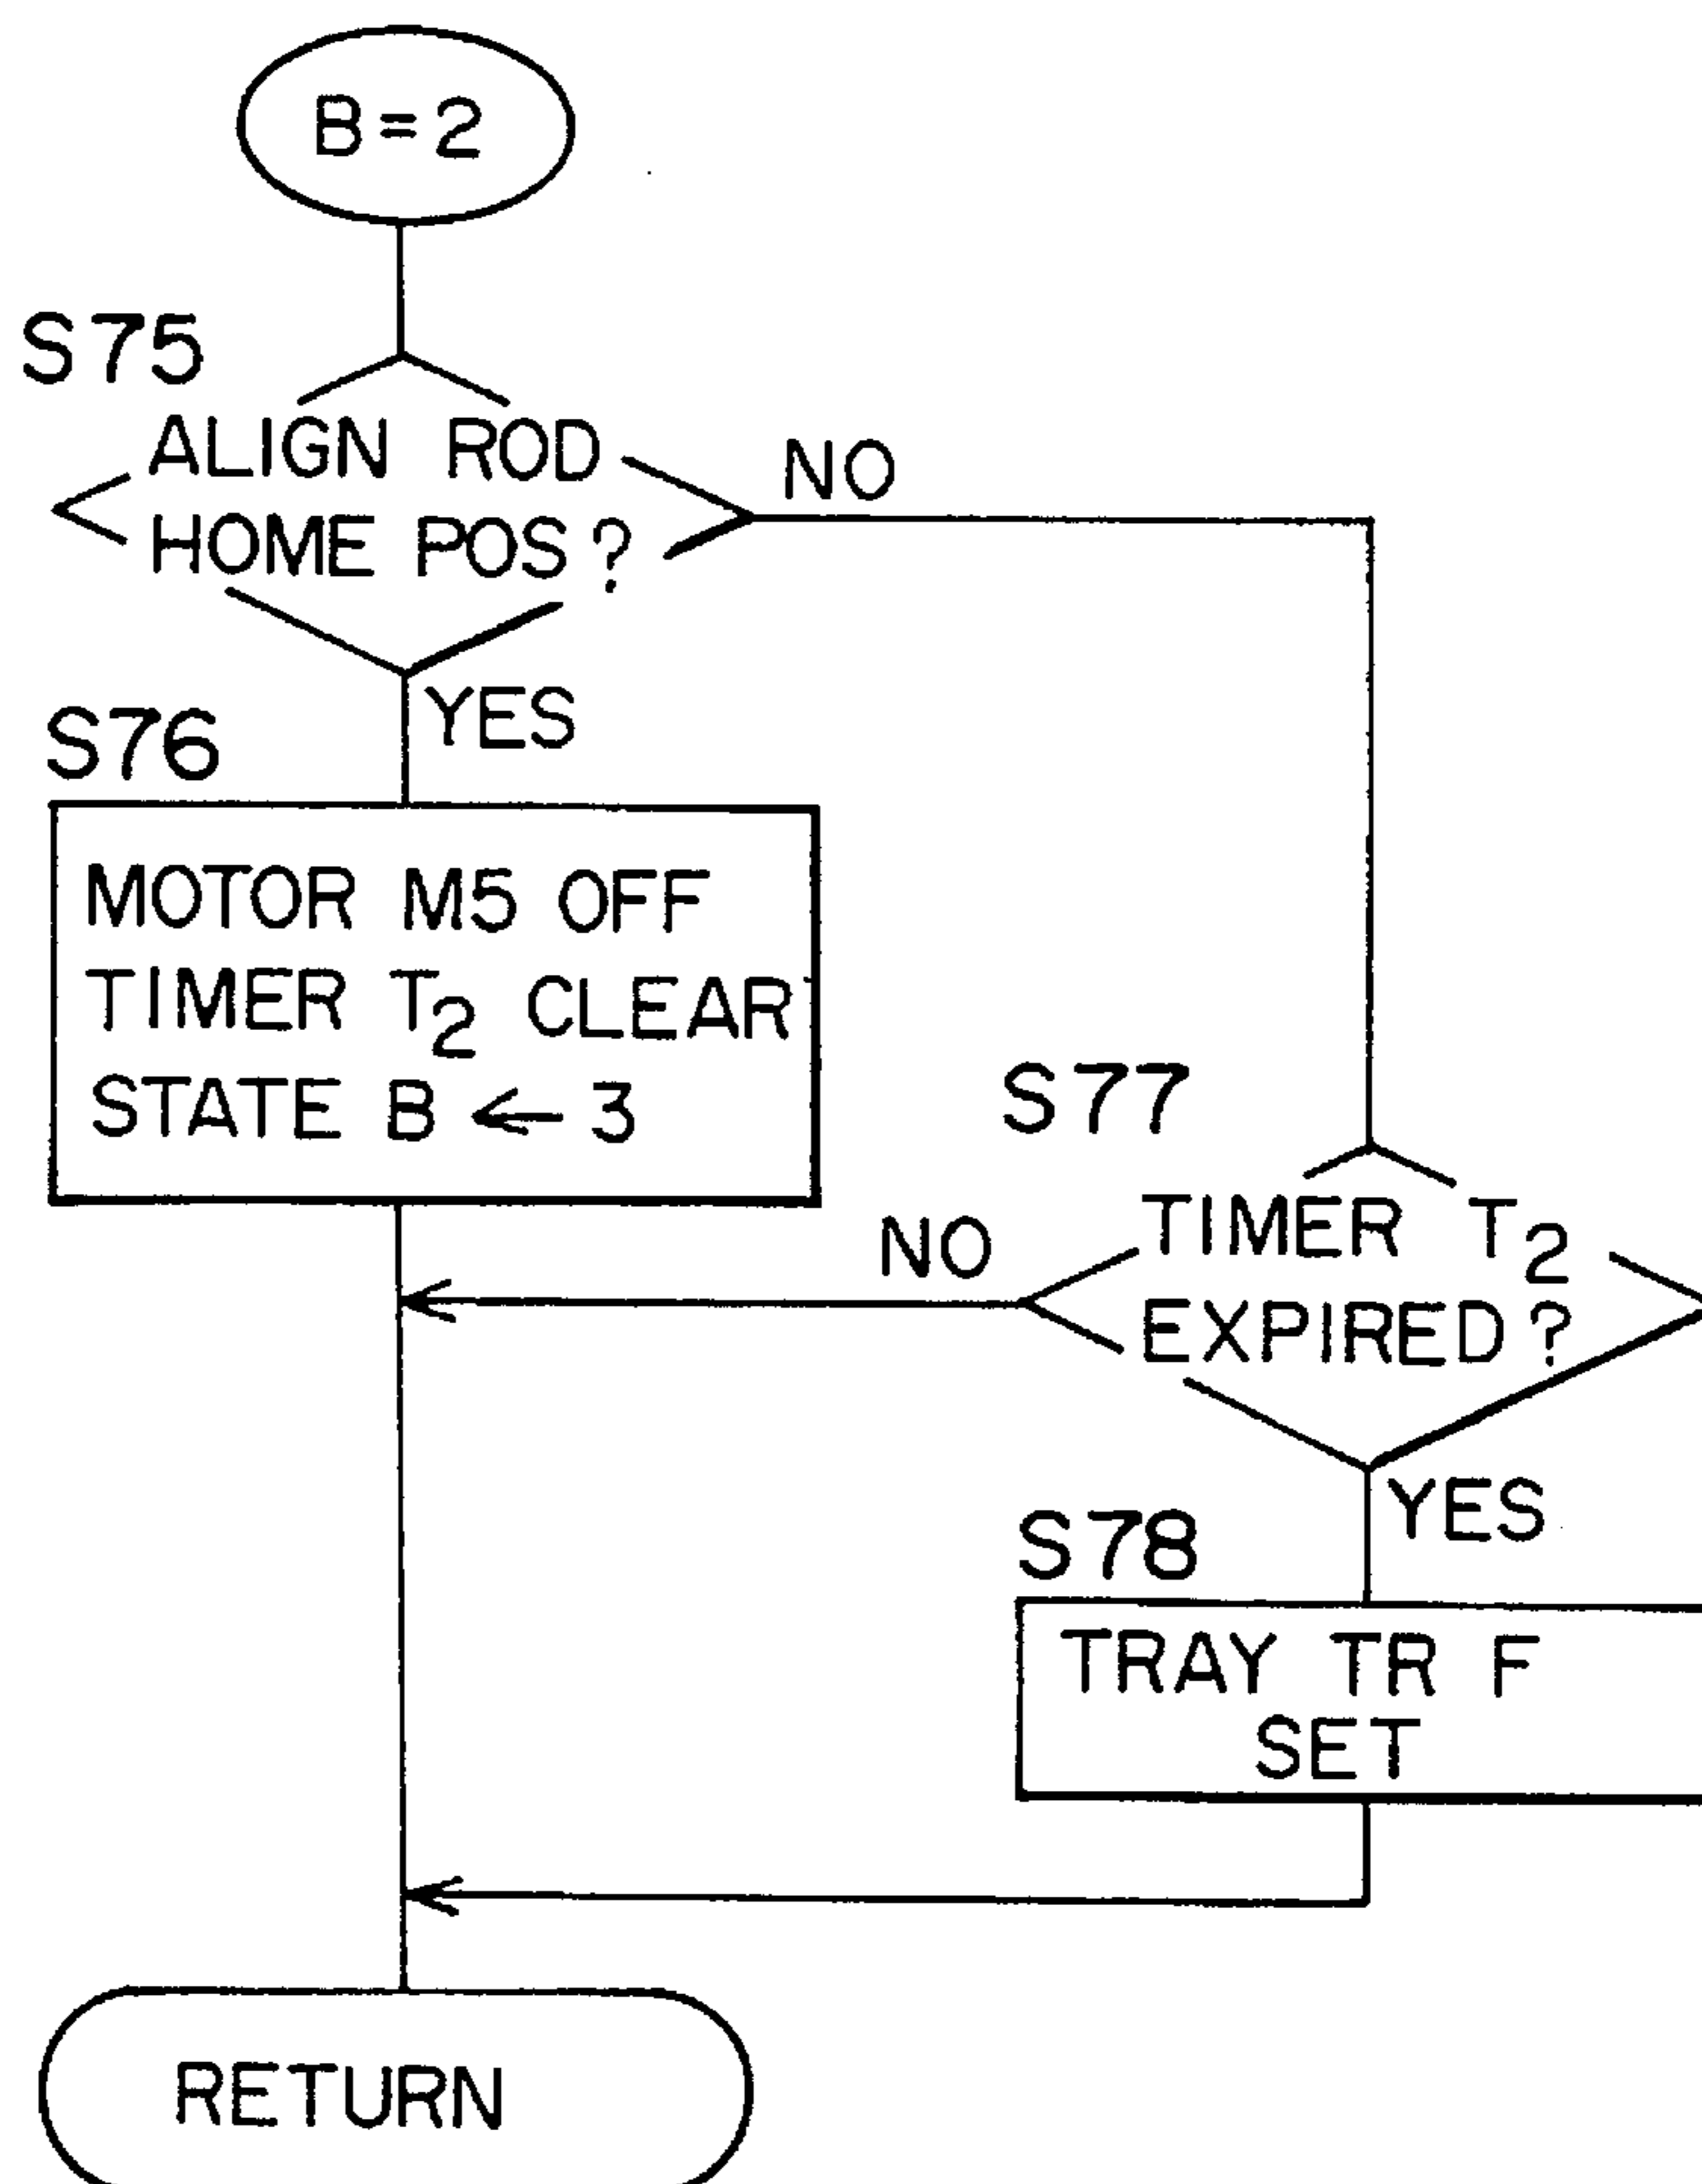 B=2
S75
ALIGN ROD
HOME POS?
NO
YES
S76
MOTOR M5 OFF
TIMER T2 CLEAR
STATE B ← 3
S77
TIMER T2
EXPIRED?
NO
YES
S78
TRAY TR F
SET
RETURN